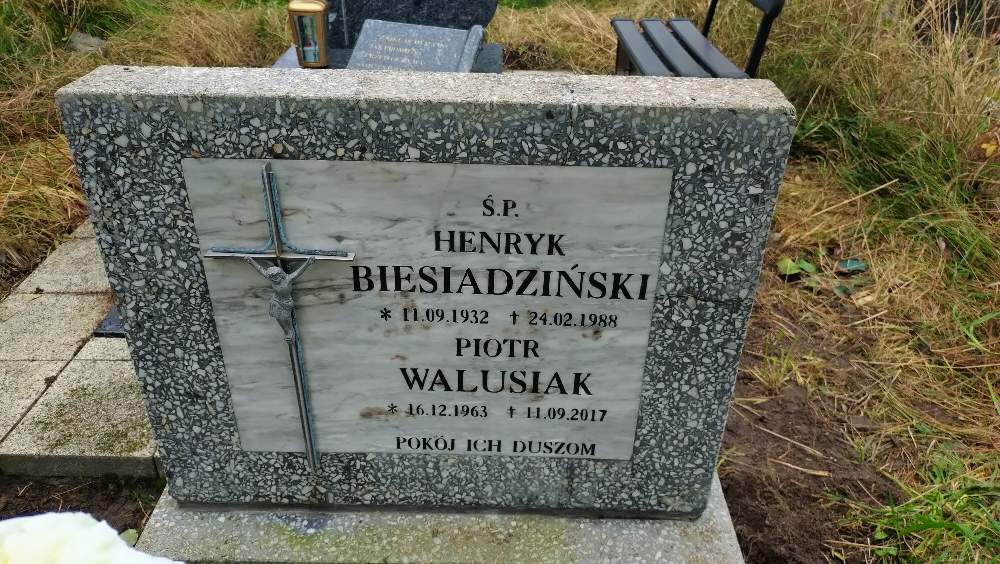 Ś.P.
HENRYK
BIESIADZIŃSKI
* 11.09.1932 † 24.02.1988
PIOTR
WALUSIAK
* 16.12.1963 † 11.09.2017
POKÓJ ICH DUSZOM